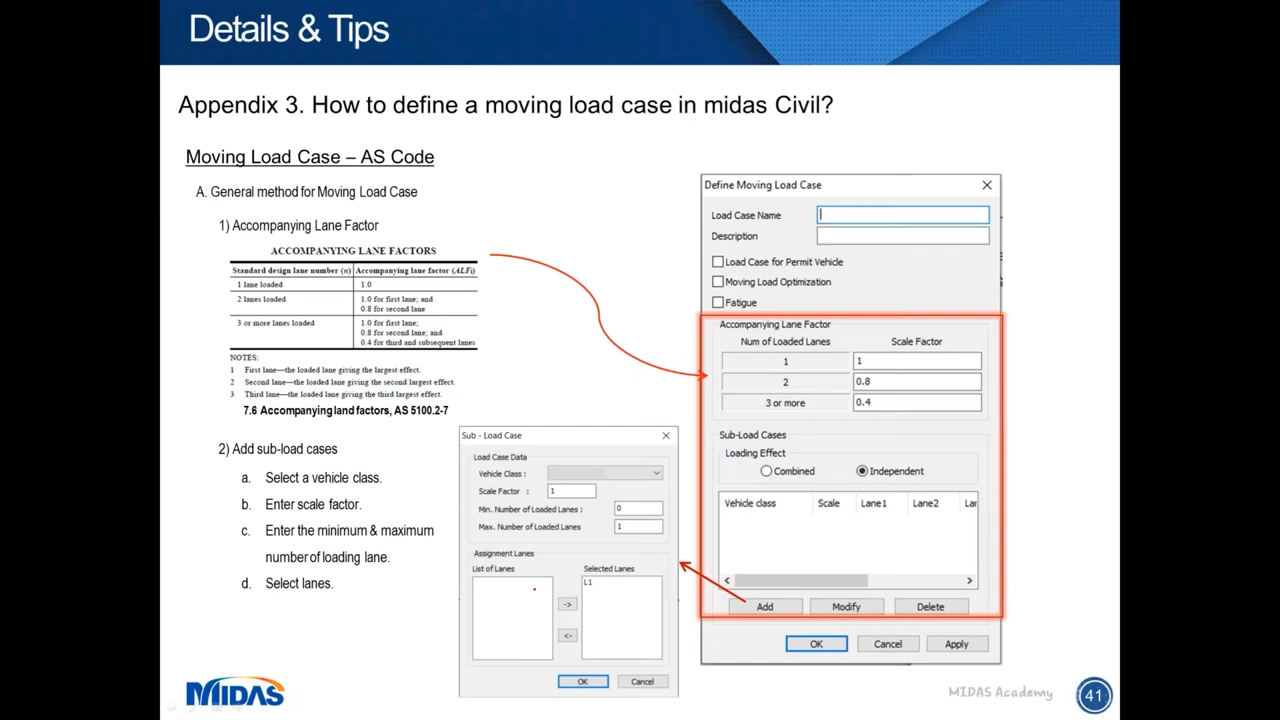 Details & Tips
Appendix 3. How to define a moving load case in midas Civil?
Moving Load Case – AS Code
A. General method for Moving Load Case
1) Accompanying Lane Factor
ACCOMPANYING LANE FACTORS
Standard design lane number (n) Accompanying lane factor (ALFi)
1 lane loaded 1.0
2 lanes loaded 1.0 for first lane; and
0.8 for second lane
3 or more lanes loaded 1.0 for first lane;
0.8 for second lane; and
0.4 for third and subsequent lanes
NOTES:
1 First lane—the loaded lane giving the largest effect.
2 Second lane—the loaded lane giving the second largest effect.
3 Third lane—the loaded lane giving the third largest effect.
7.6 Accompanying land factors, AS 5100.2-7
2) Add sub-load cases
a. Select a vehicle class.
b. Enter scale factor.
c. Enter the minimum & maximum
number of loading lane.
d. Select lanes.
Sub - Load Case
Load Case Data
Vehicle Class :
Scale Factor : 1
Min. Number of Loaded Lanes : 0
Max. Number of Loaded Lanes 1
Assignment Lanes
List of Lanes Selected Lanes
L1
->
<-
OK Cancel
Define Moving Load Case
Load Case Name
Description
Load Case for Permit Vehicle
Moving Load Optimization
Fatigue
Accompanying Lane Factor
Num of Loaded Lanes Scale Factor
1 1
2 0.8
3 or more 0.4
Sub-Load Cases
Loading Effect
Combined Independent
Vehicle class Scale Lane1 Lane2 Lar
Add Modify Delete
OK Cancel Apply
MIDAS
MIDAS Academy
41